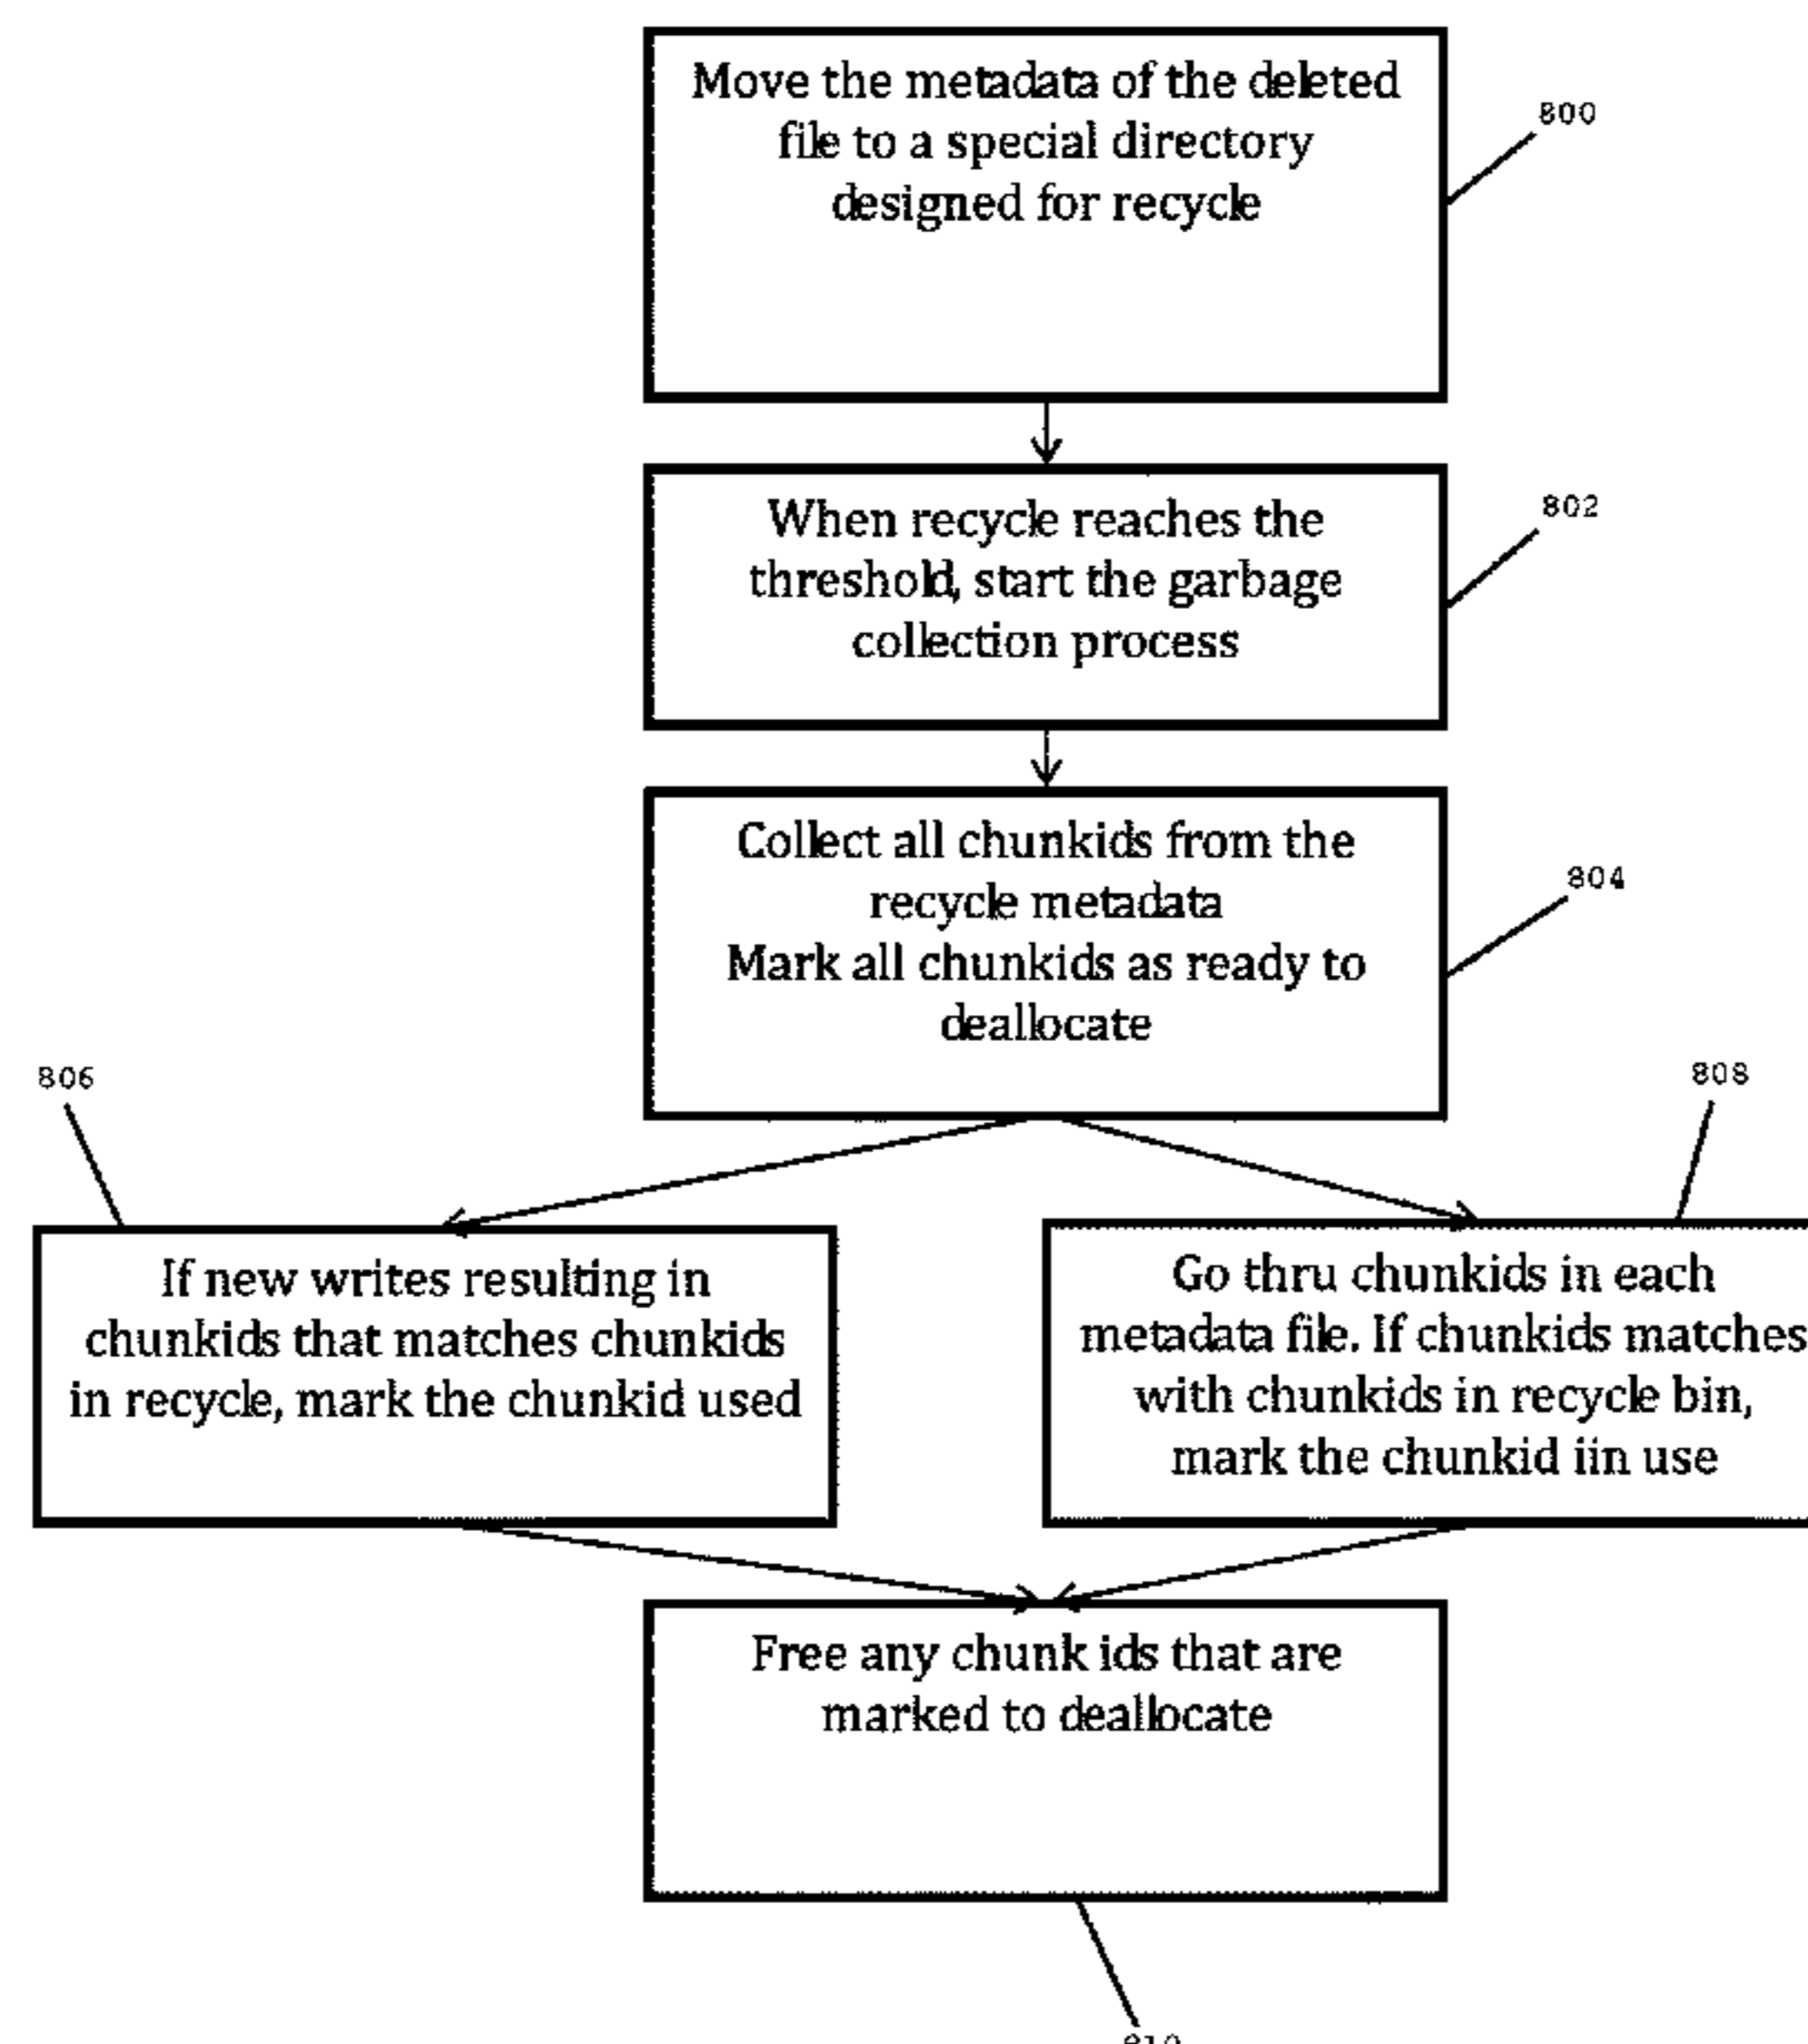 Move the metadata of the deleted
file to a special directory
designed for recycle
800
When recycle reaches the
threshold, start the garbage
collection process
802
Collect all chunkids from the
recycle metadata
Mark all chunkids as ready to
deallocate
804
806
If new writes resulting in
chunkids that matches chunkids
in recycle, mark the chunkid used
808
Go thru chunkids in each
metadata file. If chunkids matches
with chunkids in recycle bin,
mark the chunkid iin use
Free any chunk ids that are
marked to deallocate
810